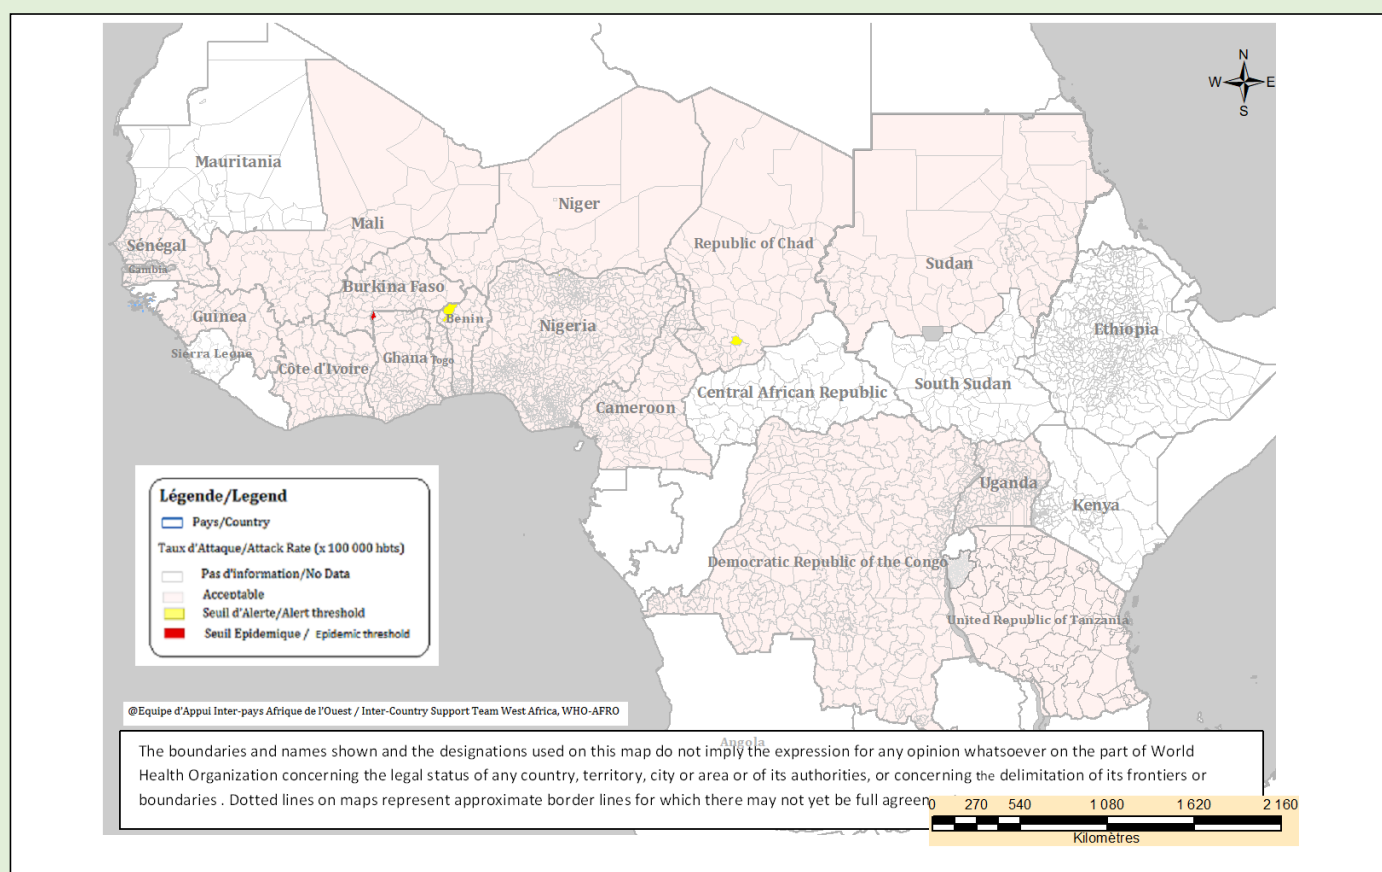 N
W E
S
Mauritania
Mali
Niger
Republic of Chad
Sudan
Sénégal
Gambia
Burkina Faso
Guinea
Benin
Nigeria
Ethiopia
Sierra Leone
Côte d'Ivoire
Ghana
Togo
Central African Republic
South Sudan
Cameroon
Uganda
Kenya
Democratic Republic of the Congo
United Republic of Tanzania
Angola
Légende/Legend
Pays/Country
Taux d'Attaque/Attack Rate (x 100 000 hbts)
Pas d'information/No Data
Acceptable
Seuil d'Alerte/Alert threshold
Seuil Epidemique / Epidemic threshold
@Equipe d'Appui Inter-pays Afrique de l'Ouest / Inter-Country Support Team West Africa, WHO-AFRO
The boundaries and names shown and the designations used on this map do not imply the expression for any opinion whatsoever on the part of World
Health Organization concerning the legal status of any country, territory, city or area or of its authorities, or concerning the delimitation of its frontiers or
boundaries . Dotted lines on maps represent approximate border lines for which there may not yet be full agreen
0 270 540 1 080 1 620 2 160
Kilomètres